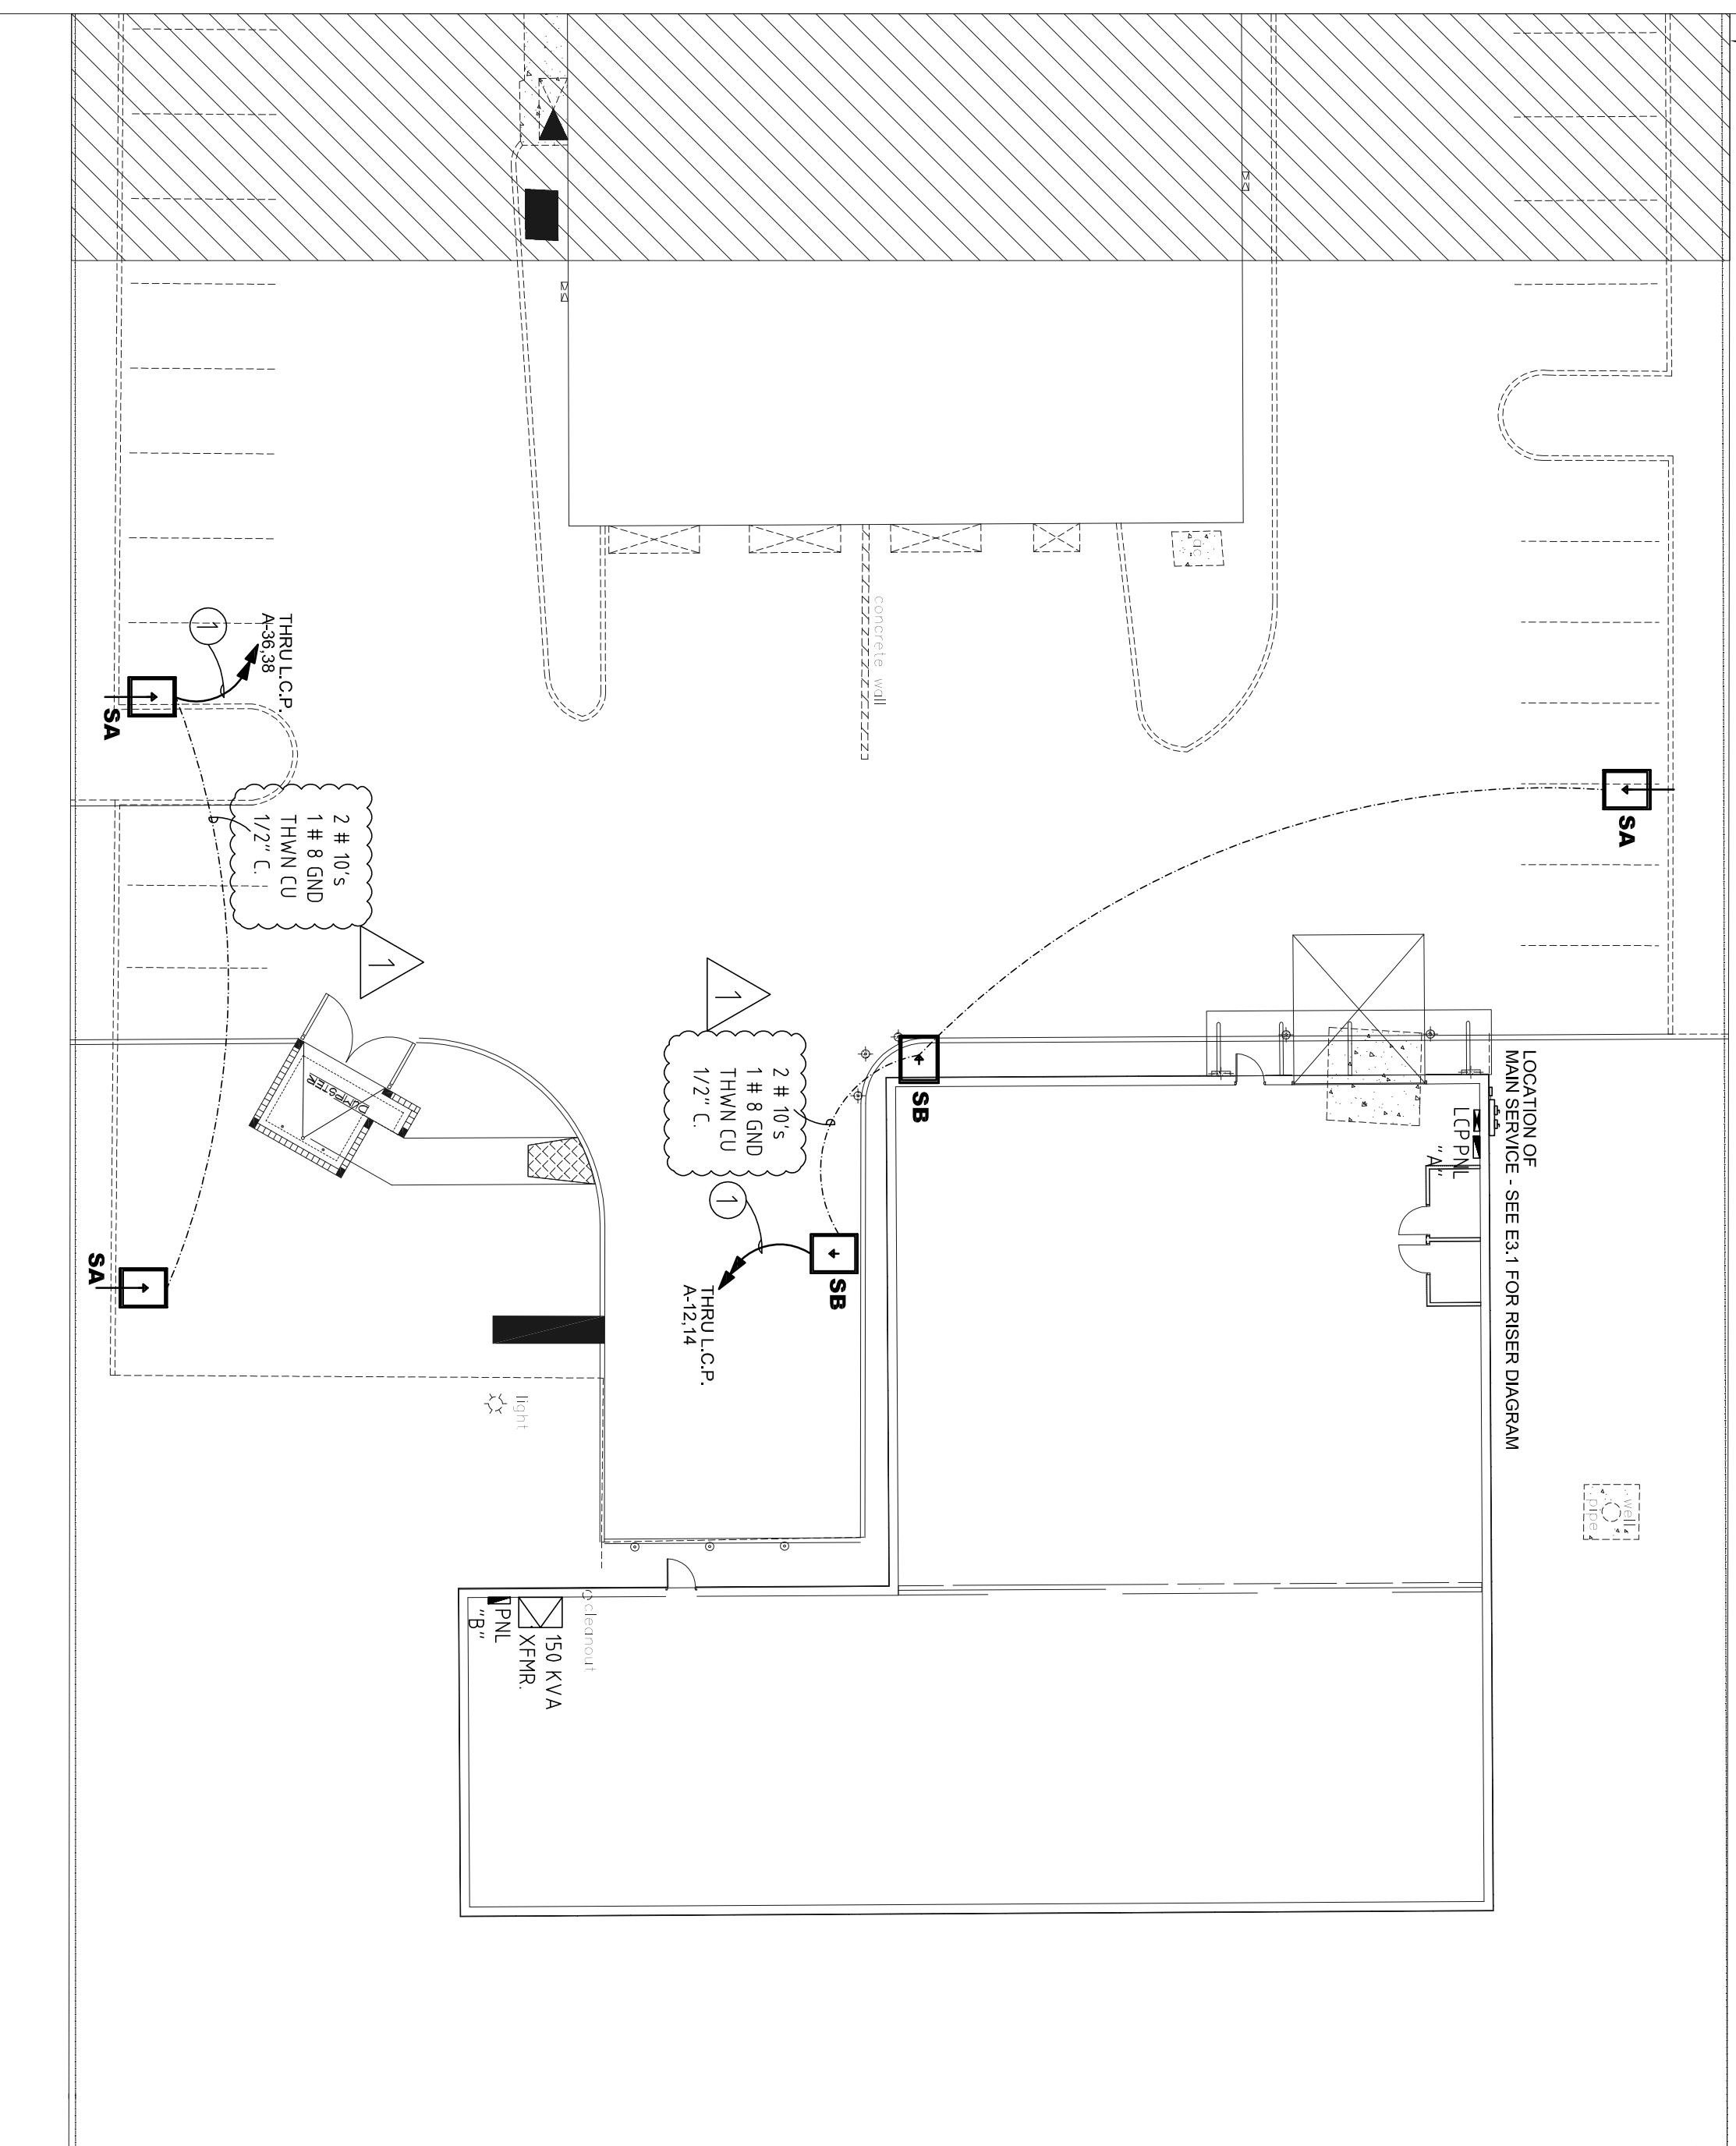 LOCATION OF
MAIN SERVICE - SEE E3.1 FOR RISER DIAGRAM
well
pipe
SA
LCP PNL
"A"
ac
concrete wall
SB
SB
2 # 10's
1 # 8 GND
THWN CU
1/2" C.
1
1
THRU L.C.P.
A-12,14
cleanout
150 KVA
XFMR.
PNL
"B"
light
DUMPSTER
2 # 10's
1 # 8 GND
THWN CU
1/2" C.
1
THRU L.C.P.
A-36,38
1
SA
SA